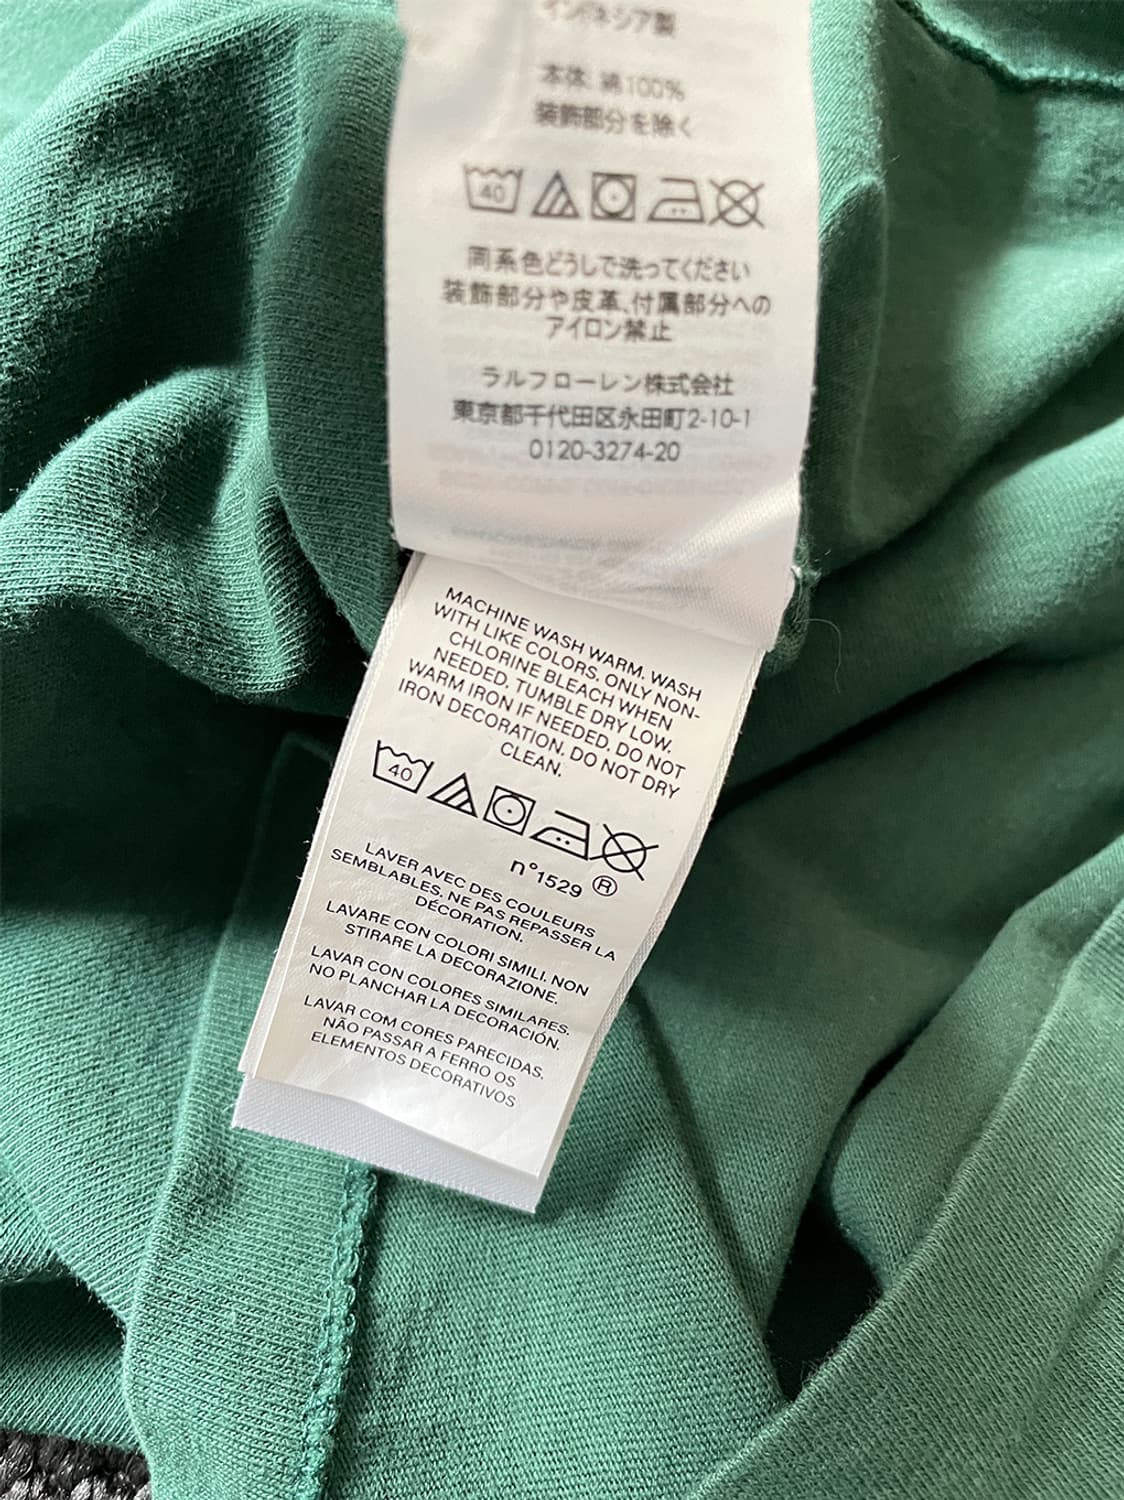 インドネシア製
本体: 綿100%
装飾部分を除く
40
同系色どうしで洗ってください
装飾部分や皮革、付属部分への
アイロン禁止
ラルフローレン株式会社
東京都千代田区永田町2-10-1
0120-3274-20
MACHINE WASH WARM. WASH
WITH LIKE COLORS. ONLY NON-
CHLORINE BLEACH WHEN
NEEDED. TUMBLE DRY LOW.
WARM IRON IF NEEDED. DO NOT
IRON DECORATION. DO NOT DRY
CLEAN.
40
n°1529 ®
LAVER AVEC DES COULEURS
SEMBLABLES. NE PAS REPASSER LA
DÉCORATION.
LAVARE CON COLORI SIMILI. NON
STIRARE LA DECORAZIONE.
LAVAR CON COLORES SIMILARES.
NO PLANCHAR LA DECORACIÓN.
LAVAR COM CORES PARECIDAS.
NÃO PASSAR A FERRO OS
ELEMENTOS DECORATIVOS